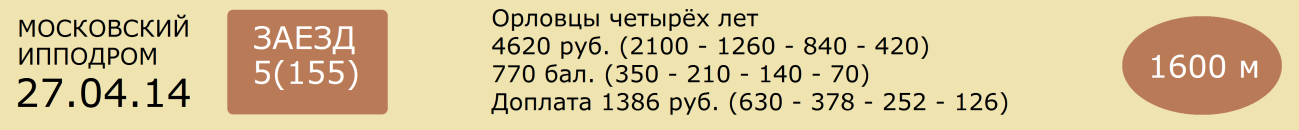 МОСКОВСКИЙ
ИППОДРОМ
27.04.14
ЗАЕЗД
5(155)
Орловцы четырёх лет
4620 руб. (2100 - 1260 - 840 - 420)
770 бал. (350 - 210 - 140 - 70)
Доплата 1386 руб. (630 - 378 - 252 - 126)
1600 м